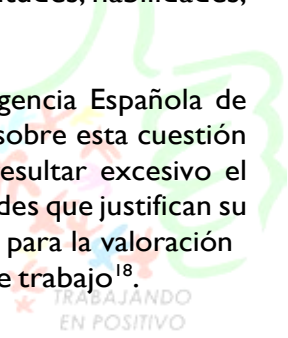 habilidades,
gencia Española de
sobre esta cuestión
esultar excesivo el
des que justifican su
para la valoración
e trabajo18.
TRABAJANDO
EN POSITIVO